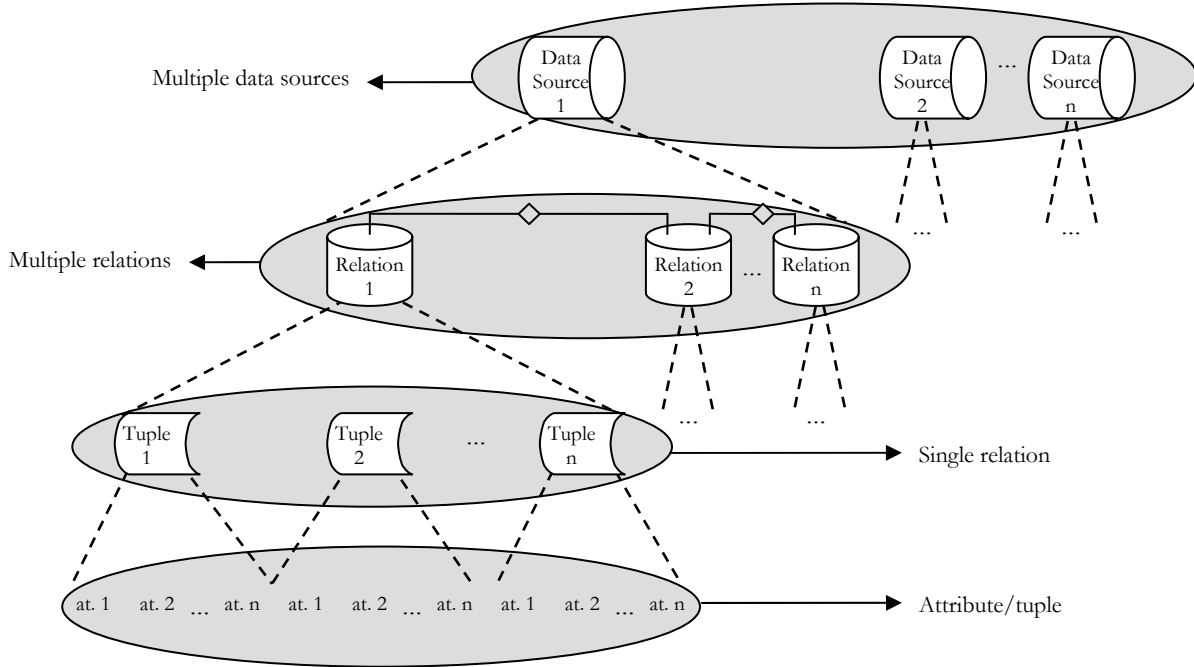 Data
Source
1
Data
Source
2
...
Data
Source
n
Multiple data sources
...
...
Multiple relations
Relation
1
Relation
2
...
Relation
n
...
...
Tuple
1
Tuple
2
...
Tuple
n
Single relation
at. 1 at. 2 ... at. n at. 1 at. 2 ... at. n at. 1 at. 2 ... at. n
Attribute/tuple